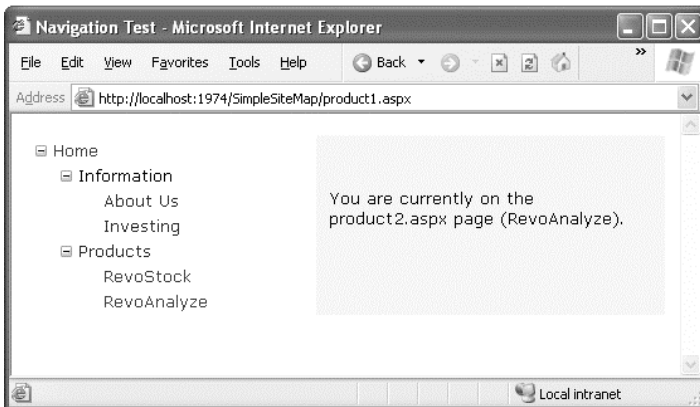 Navigation Test - Microsoft Internet Explorer
File Edit View Favorites Tools Help Back »
Address http://localhost:1974/SimpleSiteMap/product1.aspx
Home
Information
About Us
Investing
Products
RevoStock
RevoAnalyze
You are currently on the
product2.aspx page (RevoAnalyze).
Local intranet